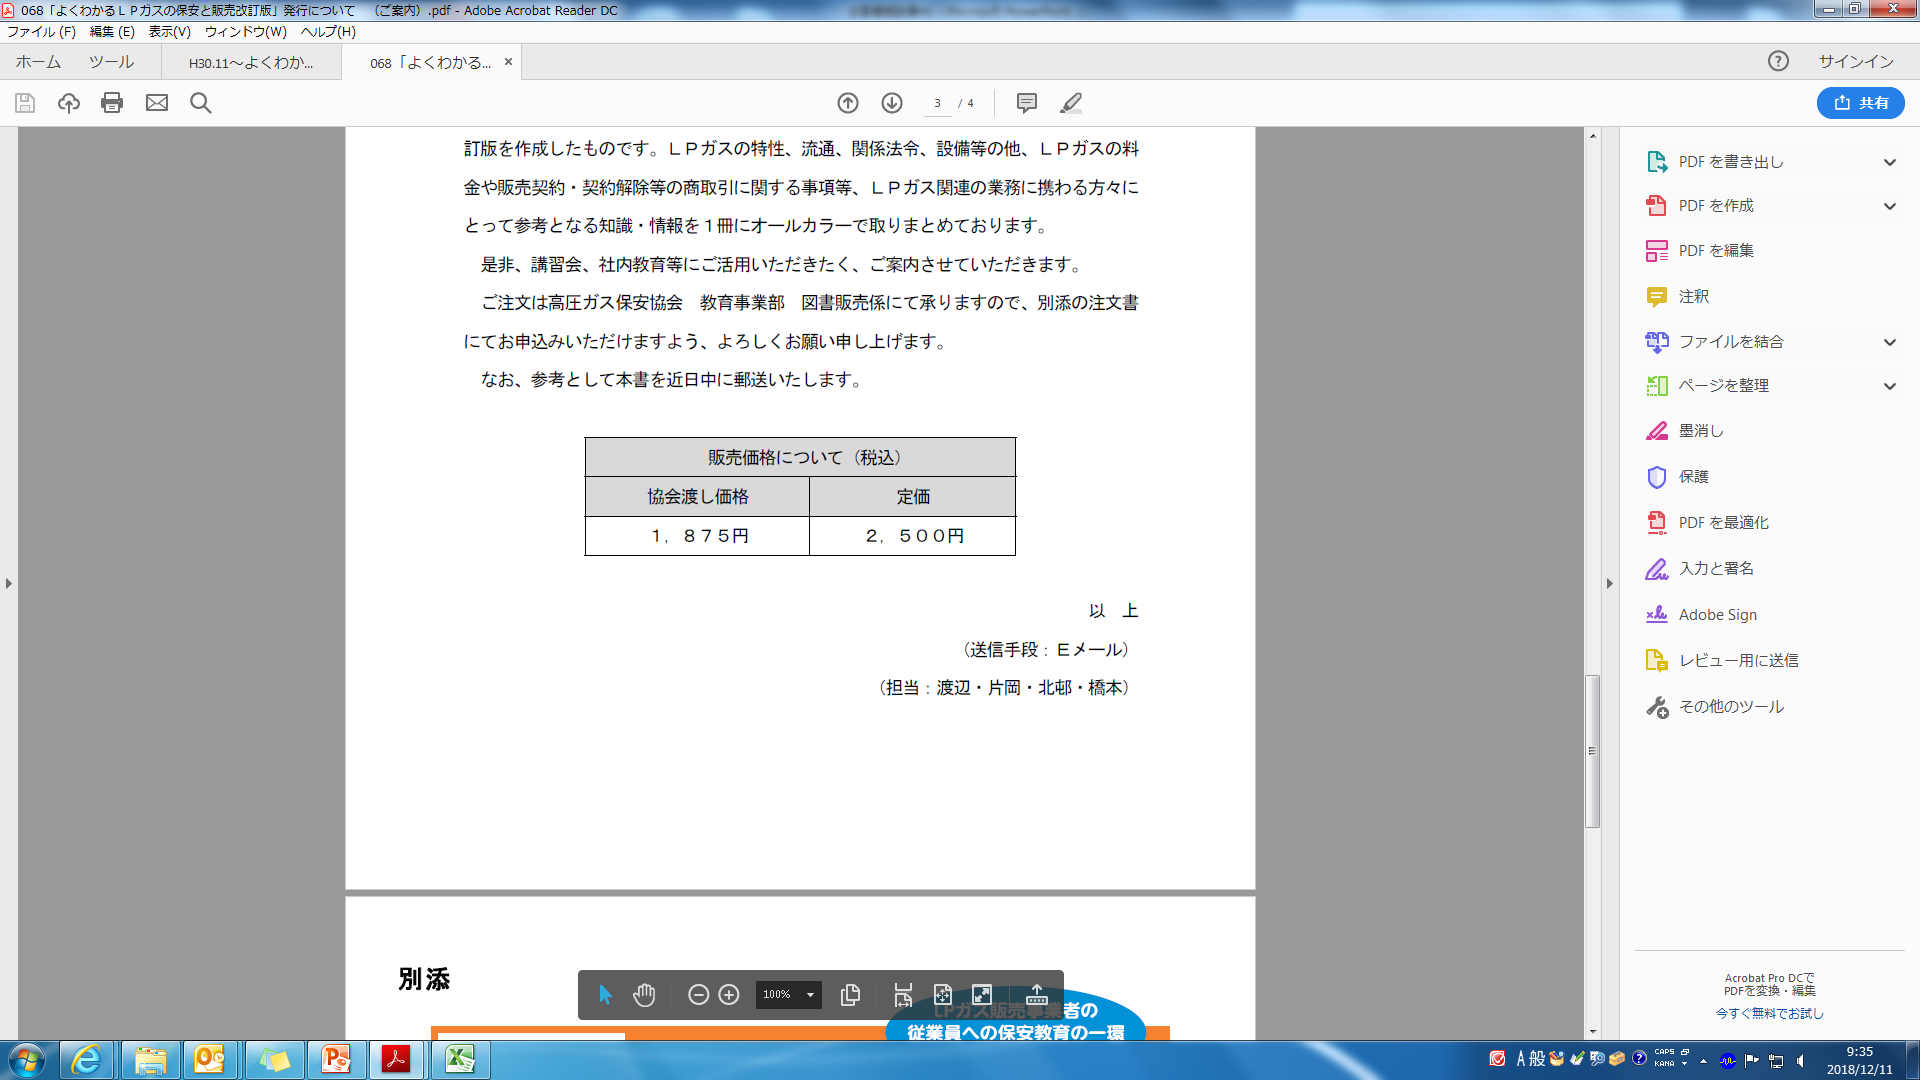 068「よくわかるＬＰガスの保安と販売改訂版」発行について　（ご案内）.pdf - Adobe Acrobat Reader DC
ファイル (F) 編集 (E) 表示(V) ウィンドウ(W) ヘルプ(H)
ホーム ツール H30.11～よくわか... 068「よくわかる... × サインイン
3 / 4 共有
訂版を作成したものです。ＬＰガスの特性、流通、関係法令、設備等の他、ＬＰガスの料
金や販売契約・契約解除等の商取引に関する事項等、ＬＰガス関連の業務に携わる方々に
とって参考となる知識・情報を１冊にオールカラーで取りまとめております。
是非、講習会、社内教育等にご活用いただきたく、ご案内させていただきます。
ご注文は高圧ガス保安協会　教育事業部　図書販売係にて承りますので、別添の注文書
にてお申込みいただけますよう、よろしくお願い申し上げます。
なお、参考として本書を近日中に郵送いたします。
販売価格について（税込）
協会渡し価格 定価
１，８７５円 ２，５００円
以　上
（送信手段：Ｅメール）
（担当：渡辺・片岡・北邨・橋本）
別添
100%
LPガス販売事業者の
従業員への保安教育の一環
PDF を書き出し
PDF を作成
PDF を編集
注釈
ファイルを結合
ページを整理
墨消し
保護
PDF を最適化
入力と署名
Adobe Sign
レビュー用に送信
その他のツール
Acrobat Pro DCで
PDFを変換・編集
今すぐ無料でお試し
A 般 CAPS KANA
9:35
2018/12/11